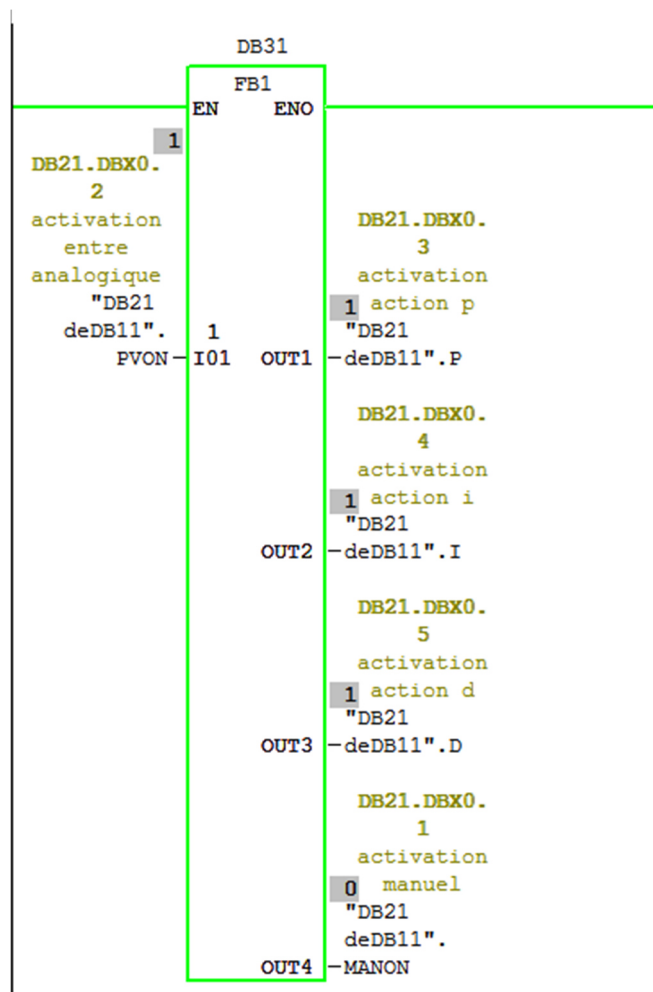 DB31
FB1
EN ENO
1
DB21.DBX0.
2
activation
entre
analogique
"DB21
deDB11". 1
PVON I01 OUT1
DB21.DBX0.
3
activation
1 action p
"DB21
deDB11".P
DB21.DBX0.
4
activation
1 action i
"DB21
OUT2 deDB11".I
DB21.DBX0.
5
activation
1 action d
"DB21
OUT3 deDB11".D
DB21.DBX0.
1
activation
0 manuel
"DB21
deDB11".
OUT4 MANON